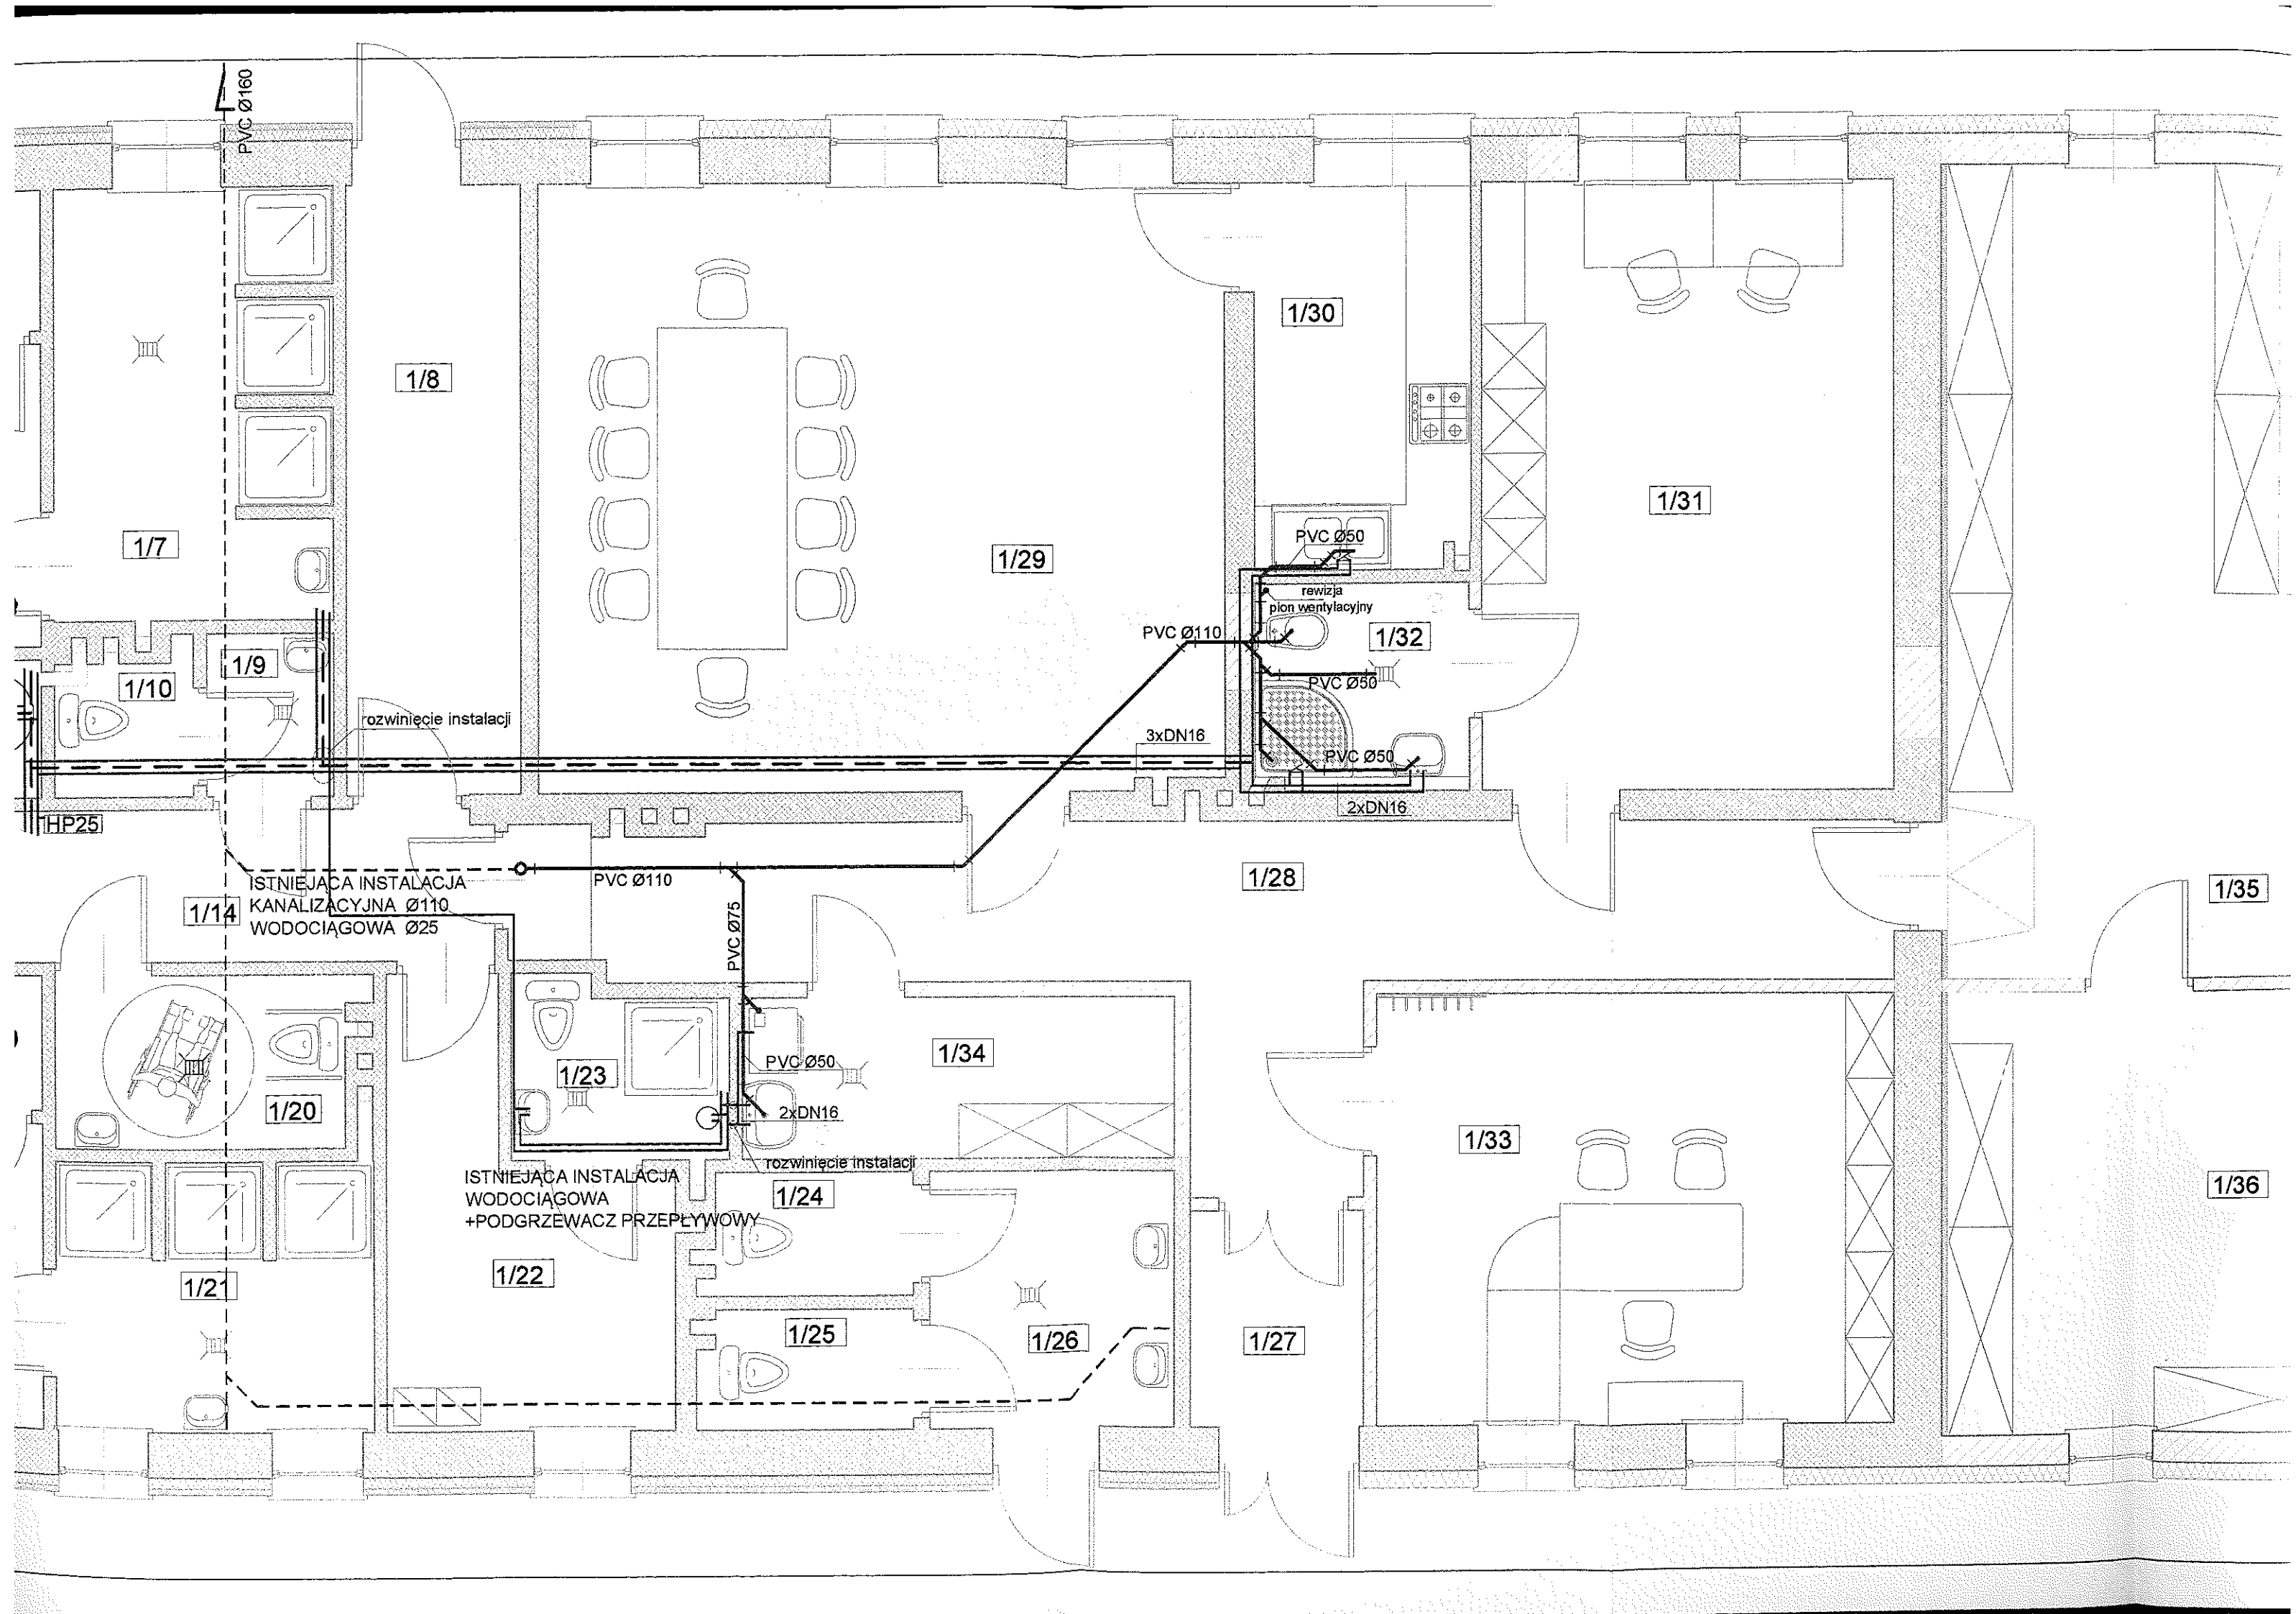 PVC Ø160
1/8
1/30
1/31
1/7
1/29
PVC Ø50
rewizja
pion wentylacyjny
PVC Ø110
1/32
1/9
1/10
PVC Ø50
rozwinięcie instalacji
3xDN16
PVC Ø50
2xDN16
HP25
PVC Ø110
1/28
1/35
ISTNIEJĄCA INSTALACJA
KANALIZACYJNA Ø110
WODOCIĄGOWA Ø25
1/14
PVC Ø75
1/34
PVC Ø50
1/23
1/20
2xDN16
1/33
rozwinięcie instalacji
ISTNIEJĄCA INSTALACJA
WODOCIĄGOWA
+PODGRZEWACZ PRZEPŁYWOWY
1/24
1/36
1/22
1/21
1/25
1/26
1/27